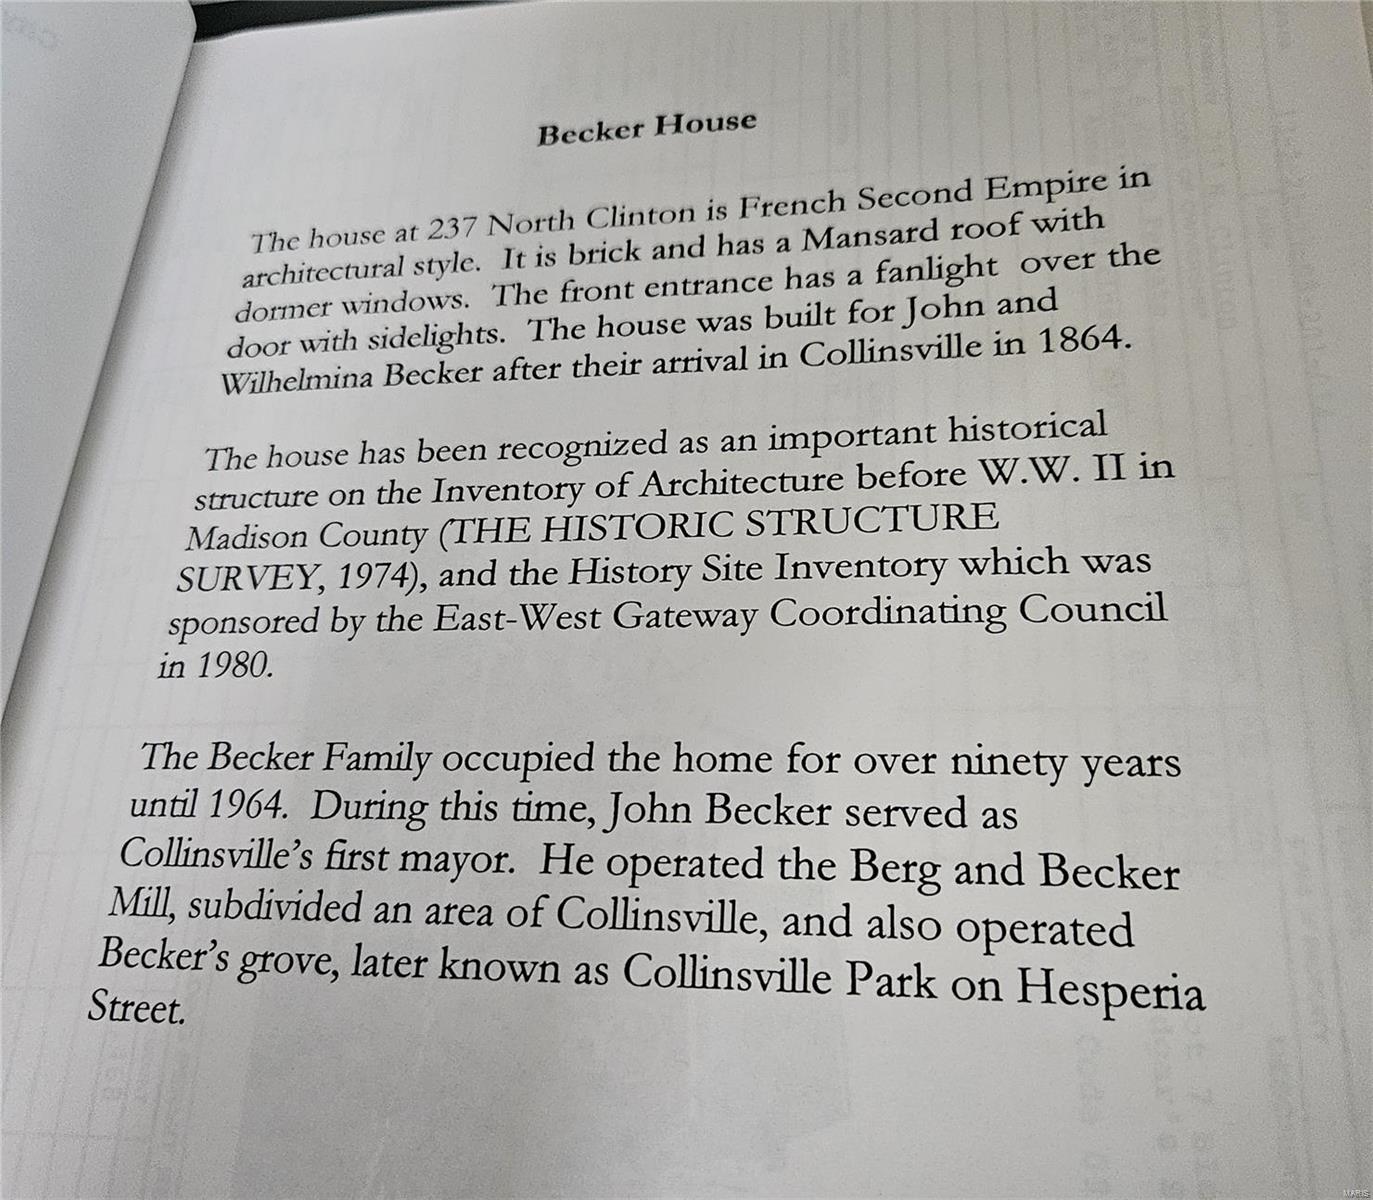 Becker House
The house at 237 North Clinton is French Second Empire in
architectural style. It is brick and has a Mansard roof with
dormer windows. The front entrance has a fanlight over the
door with sidelights. The house was built for John and
Wilhelmina Becker after their arrival in Collinsville in 1864.
The house has been recognized as an important historical
structure on the Inventory of Architecture before W.W. II in
Madison County (THE HISTORIC STRUCTURE
SURVEY, 1974), and the History Site Inventory which was
sponsored by the East-West Gateway Coordinating Council
in 1980.
The Becker Family occupied the home for over ninety years
until 1964. During this time, John Becker served as
Collinsville's first mayor. He operated the Berg and Becker
Mill, subdivided an area of Collinsville, and also operated
Becker's grove, later known as Collinsville Park on Hesperia
Street.
MARIS